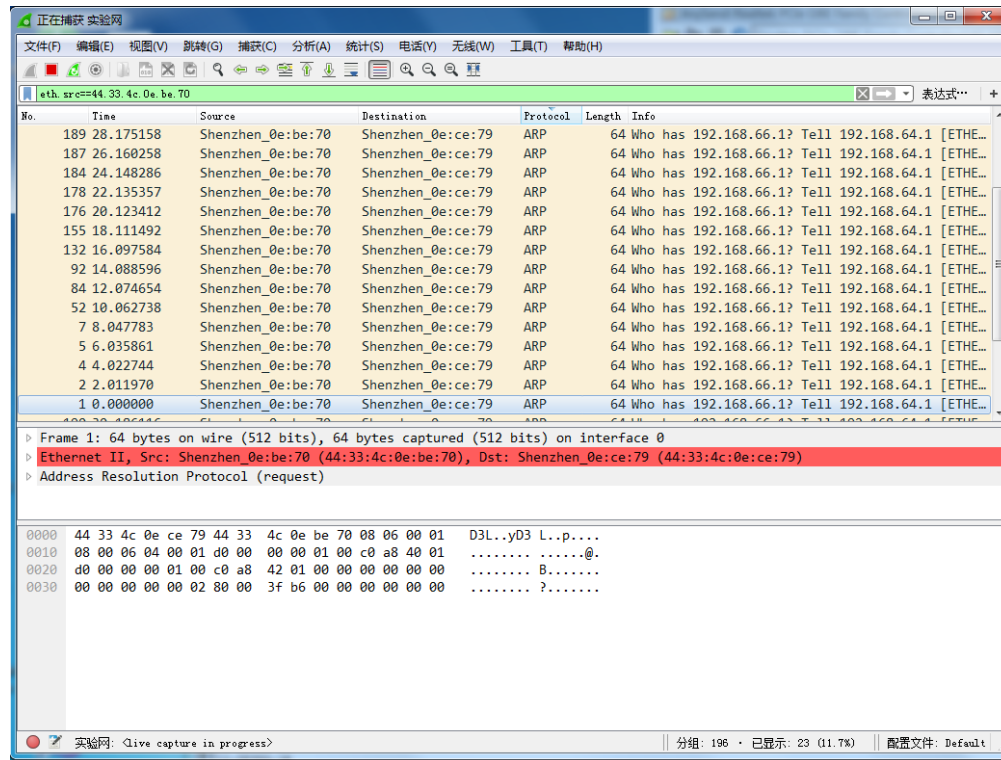 正在捕获 实验网
文件(F) 编辑(E) 视图(V) 跳转(G) 捕获(C) 分析(A) 统计(S) 电话(Y) 无线(W) 工具(T) 帮助(H)
eth.src==44.33.4c.0e.be.70 表达式… +
No. Time Source Destination Protocol Length Info
189 28.175158 Shenzhen_0e:be:70 Shenzhen_0e:ce:79 ARP 64 Who has 192.168.66.1? Tell 192.168.64.1 [ETHE…
187 26.160258 Shenzhen_0e:be:70 Shenzhen_0e:ce:79 ARP 64 Who has 192.168.66.1? Tell 192.168.64.1 [ETHE…
184 24.148286 Shenzhen_0e:be:70 Shenzhen_0e:ce:79 ARP 64 Who has 192.168.66.1? Tell 192.168.64.1 [ETHE…
178 22.135357 Shenzhen_0e:be:70 Shenzhen_0e:ce:79 ARP 64 Who has 192.168.66.1? Tell 192.168.64.1 [ETHE…
176 20.123412 Shenzhen_0e:be:70 Shenzhen_0e:ce:79 ARP 64 Who has 192.168.66.1? Tell 192.168.64.1 [ETHE…
155 18.111492 Shenzhen_0e:be:70 Shenzhen_0e:ce:79 ARP 64 Who has 192.168.66.1? Tell 192.168.64.1 [ETHE…
132 16.097584 Shenzhen_0e:be:70 Shenzhen_0e:ce:79 ARP 64 Who has 192.168.66.1? Tell 192.168.64.1 [ETHE…
92 14.088596 Shenzhen_0e:be:70 Shenzhen_0e:ce:79 ARP 64 Who has 192.168.66.1? Tell 192.168.64.1 [ETHE…
84 12.074654 Shenzhen_0e:be:70 Shenzhen_0e:ce:79 ARP 64 Who has 192.168.66.1? Tell 192.168.64.1 [ETHE…
52 10.062738 Shenzhen_0e:be:70 Shenzhen_0e:ce:79 ARP 64 Who has 192.168.66.1? Tell 192.168.64.1 [ETHE…
7 8.047783 Shenzhen_0e:be:70 Shenzhen_0e:ce:79 ARP 64 Who has 192.168.66.1? Tell 192.168.64.1 [ETHE…
5 6.035861 Shenzhen_0e:be:70 Shenzhen_0e:ce:79 ARP 64 Who has 192.168.66.1? Tell 192.168.64.1 [ETHE…
4 4.022744 Shenzhen_0e:be:70 Shenzhen_0e:ce:79 ARP 64 Who has 192.168.66.1? Tell 192.168.64.1 [ETHE…
2 2.011970 Shenzhen_0e:be:70 Shenzhen_0e:ce:79 ARP 64 Who has 192.168.66.1? Tell 192.168.64.1 [ETHE…
1 0.000000 Shenzhen_0e:be:70 Shenzhen_0e:ce:79 ARP 64 Who has 192.168.66.1? Tell 192.168.64.1 [ETHE…
Frame 1: 64 bytes on wire (512 bits), 64 bytes captured (512 bits) on interface 0
Ethernet II, Src: Shenzhen_0e:be:70 (44:33:4c:0e:be:70), Dst: Shenzhen_0e:ce:79 (44:33:4c:0e:ce:79)
Address Resolution Protocol (request)
0000 44 33 4c 0e ce 79 44 33 4c 0e be 70 08 06 00 01 D3L..yD3 L..p....
0010 08 00 06 04 00 01 d0 00 00 00 01 00 c0 a8 40 01 ........ ......@.
0020 d0 00 00 00 01 00 c0 a8 42 01 00 00 00 00 00 00 ........ B.......
0030 00 00 00 00 00 02 80 00 3f b6 00 00 00 00 00 00 ........ ?.......
实验网: <live capture in progress> 分组: 196 · 已显示: 23 (11.7%) 配置文件: Default